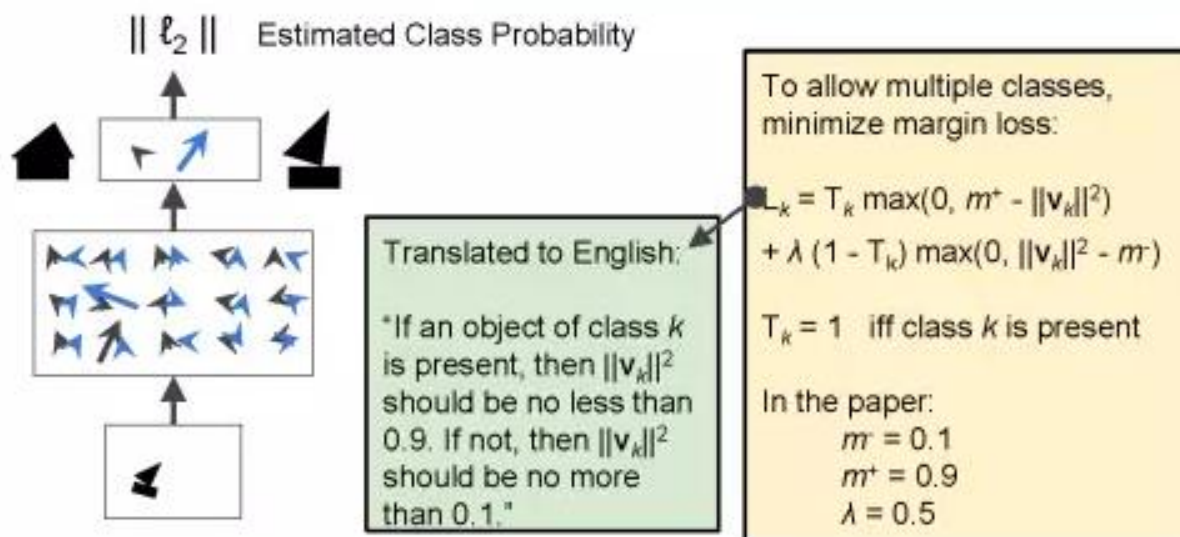 || ℓ₂ || Estimated Class Probability
Translated to English:
"If an object of class k
is present, then ||vₖ||²
should be no less than
0.9. If not, then ||vₖ||²
should be no more
than 0.1."
To allow multiple classes,
minimize margin loss:
Lₖ = Tₖ max(0, m⁺ - ||vₖ||²)
+ λ (1 - Tₖ) max(0, ||vₖ||² - m⁻)
Tₖ = 1 iff class k is present
In the paper:
m⁻ = 0.1
m⁺ = 0.9
λ = 0.5